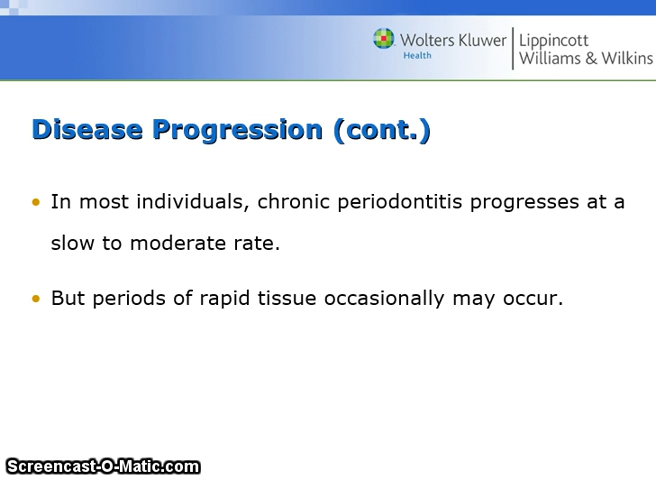 Wolters Kluwer
Health
Lippincott
Williams & Wilkins
Disease Progression (cont.)
• In most individuals, chronic periodontitis progresses at a
slow to moderate rate.
• But periods of rapid tissue occasionally may occur.
Screencast-O-Matic.com